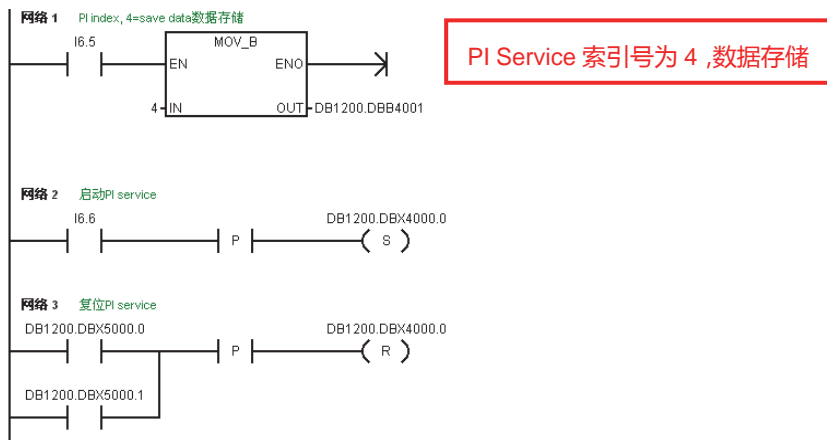 网络 1 PI index, 4=save data数据存储
I6.5
MOV_B
EN
ENO
4
IN
OUT
DB1200.DBB4001
PI Service 索引号为 4 ,数据存储
网络 2 启动PI service
I6.6
DB1200.DBX4000.0
P
S
网络 3 复位PI service
DB1200.DBX5000.0
DB1200.DBX4000.0
P
R
DB1200.DBX5000.1